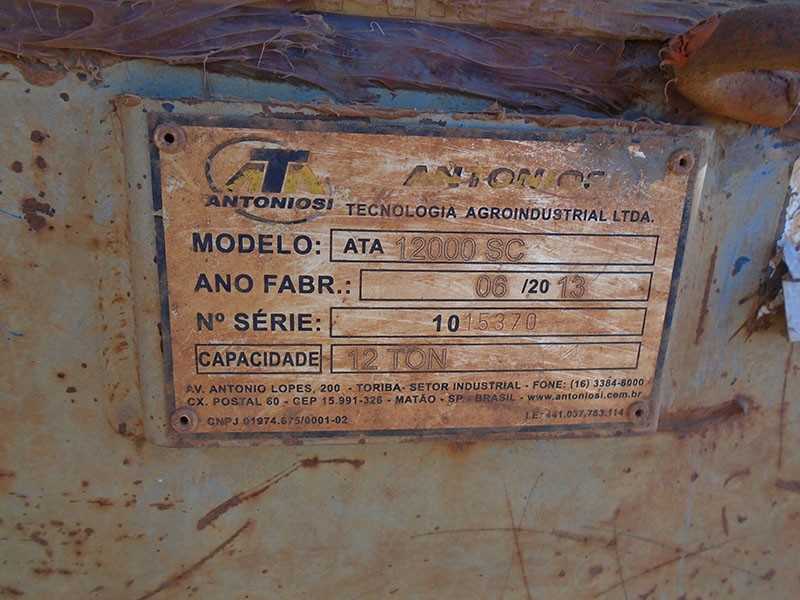 ATA
ANTONIOSI
ANTONIOSI
TECNOLOGIA AGROINDUSTRIAL LTDA.
MODELO: ATA 12000 SC
ANO FABR.: 06 /20 13
Nº SÉRIE: 1015370
CAPACIDADE 12 TON
AV. ANTONIO LOPES, 200 - TORIBA- SETOR INDUSTRIAL - FONE: (16) 3384-8000
CX. POSTAL 60 - CEP 15.991-326 - MATÃO - SP - BRASIL - www.antoniosi.com.br
CNPJ 01974.675/0001-02 I.E: 441.037.783.114